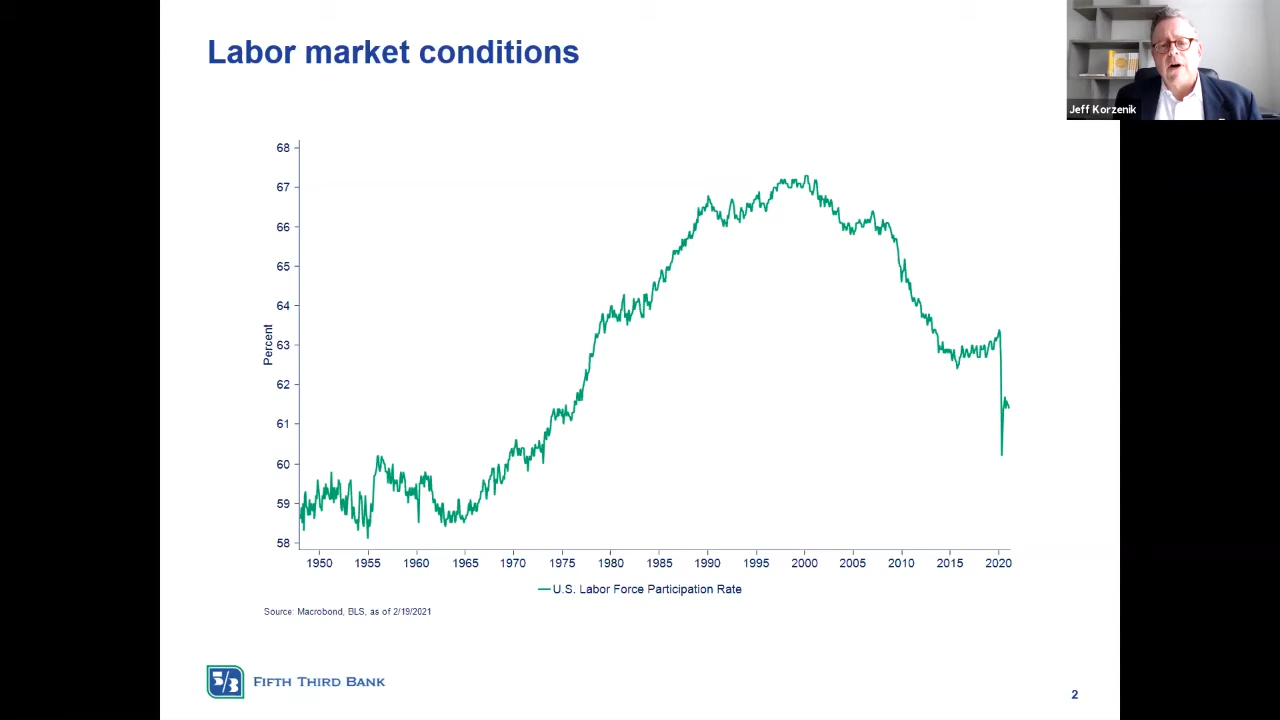 Labor market conditions
Jeff Korzenik
68
67
66
65
64
63
62
61
60
59
58
Percent
1950 1955 1960 1965 1970 1975 1980 1985 1990 1995 2000 2005 2010 2015 2020
U.S. Labor Force Participation Rate
Source: Macrobond, BLS, as of 2/19/2021
5/3 FIFTH THIRD BANK
2